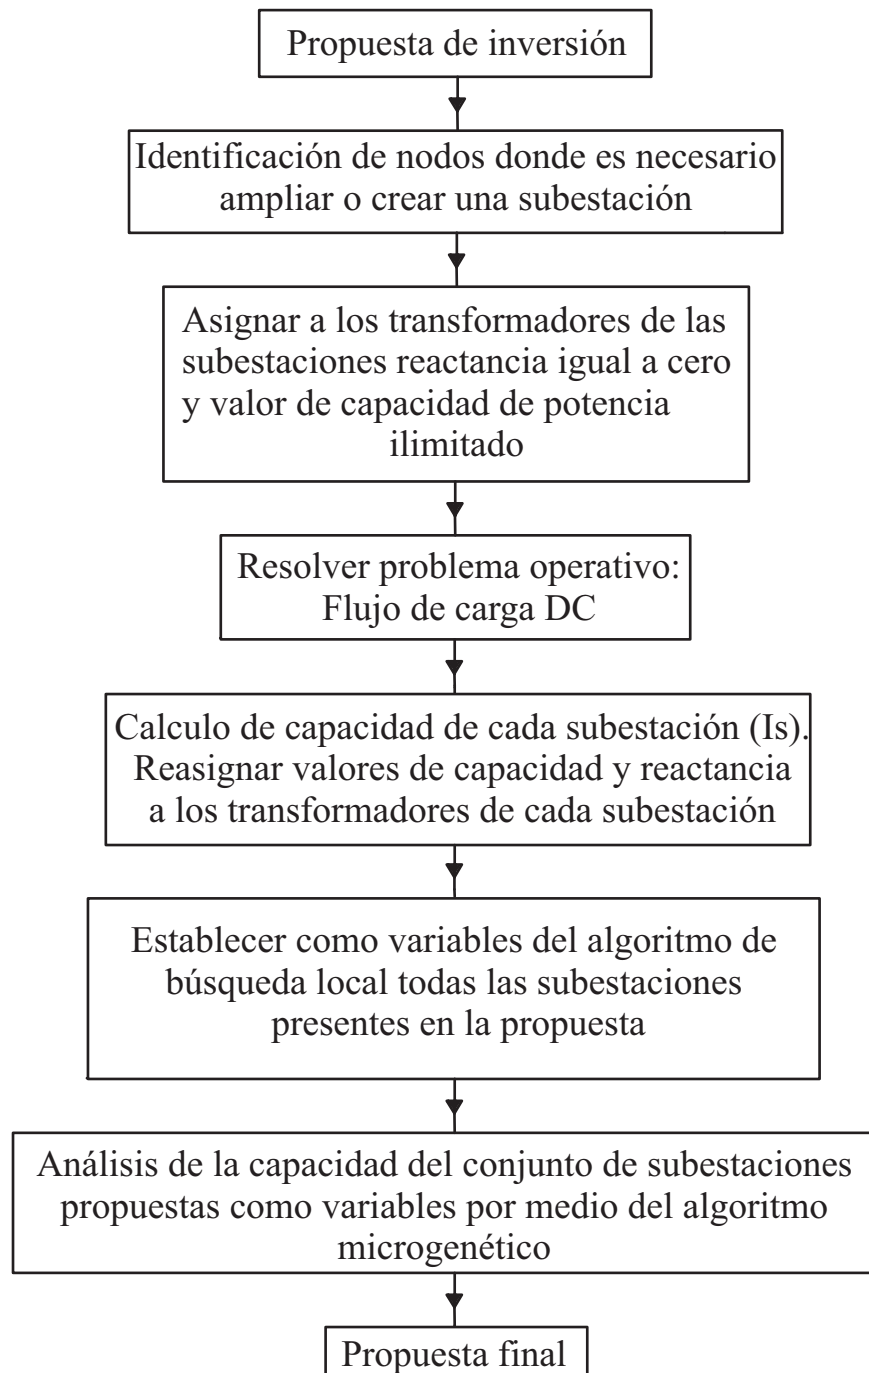 Propuesta de inversión
Identificación de nodos donde es necesario
ampliar o crear una subestación
Asignar a los transformadores de las
subestaciones reactancia igual a cero
y valor de capacidad de potencia
ilimitado
Resolver problema operativo:
Flujo de carga DC
Calculo de capacidad de cada subestación (Is).
Reasignar valores de capacidad y reactancia
a los transformadores de cada subestación
Establecer como variables del algoritmo de
búsqueda local todas las subestaciones
presentes en la propuesta
Análisis de la capacidad del conjunto de subestaciones
propuestas como variables por medio del algoritmo
microgenético
Propuesta final